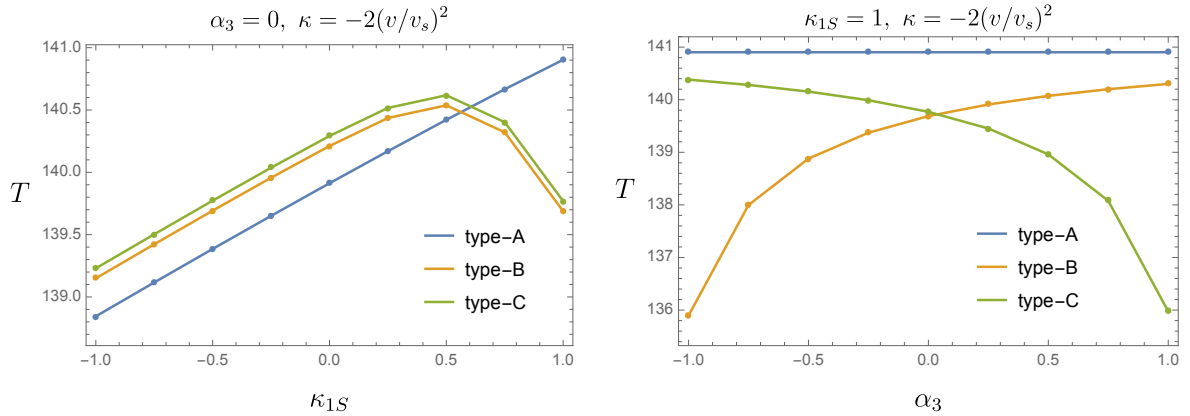 α₃ = 0, κ = −2(v/vₛ)²
141.0
140.5
140.0
139.5
139.0
T
type−A
type−B
type−C
−1.0 −0.5 0.0 0.5 1.0
κ₁S
κ₁S = 1, κ = −2(v/vₛ)²
141
140
139
138
137
136
T
type−A
type−B
type−C
−1.0 −0.5 0.0 0.5 1.0
α₃